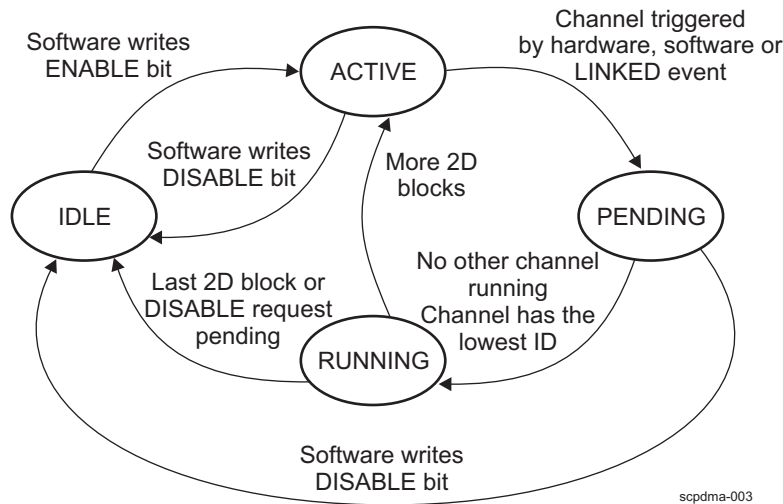 Software writes
ENABLE bit
ACTIVE
Channel triggered
by hardware, software or
LINKED event
Software writes
DISABLE bit
More 2D
blocks
IDLE
PENDING
Last 2D block or
DISABLE request
pending
No other channel
running
Channel has the
lowest ID
RUNNING
Software writes
DISABLE bit
scpdma-003